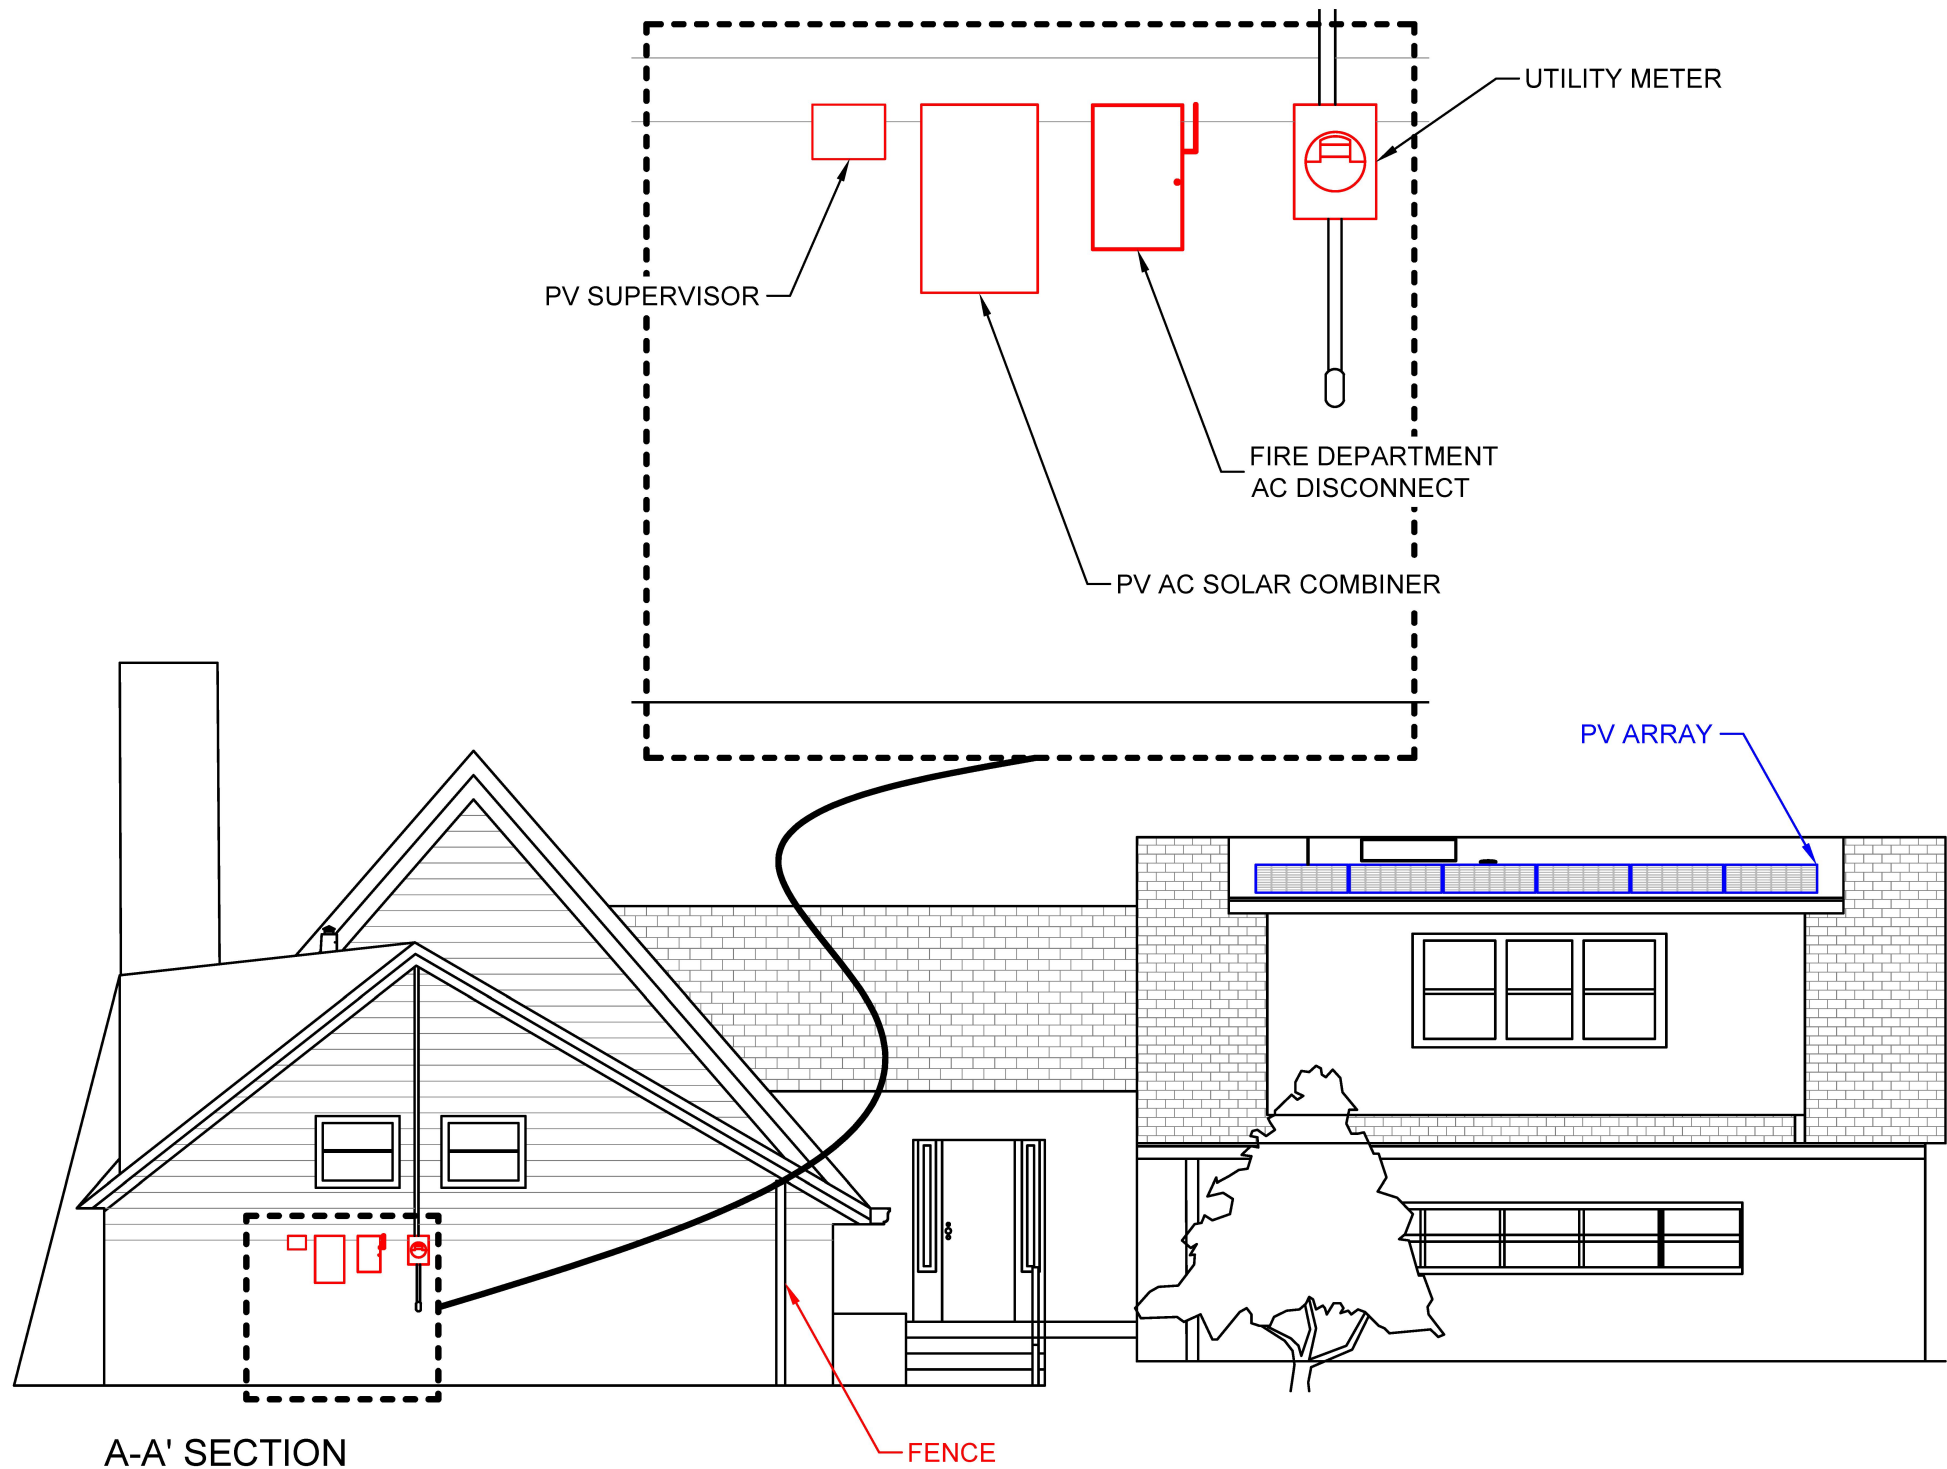 UTILITY METER
PV SUPERVISOR
FIRE DEPARTMENT
AC DISCONNECT
PV AC SOLAR COMBINER
PV ARRAY
A-A' SECTION
FENCE